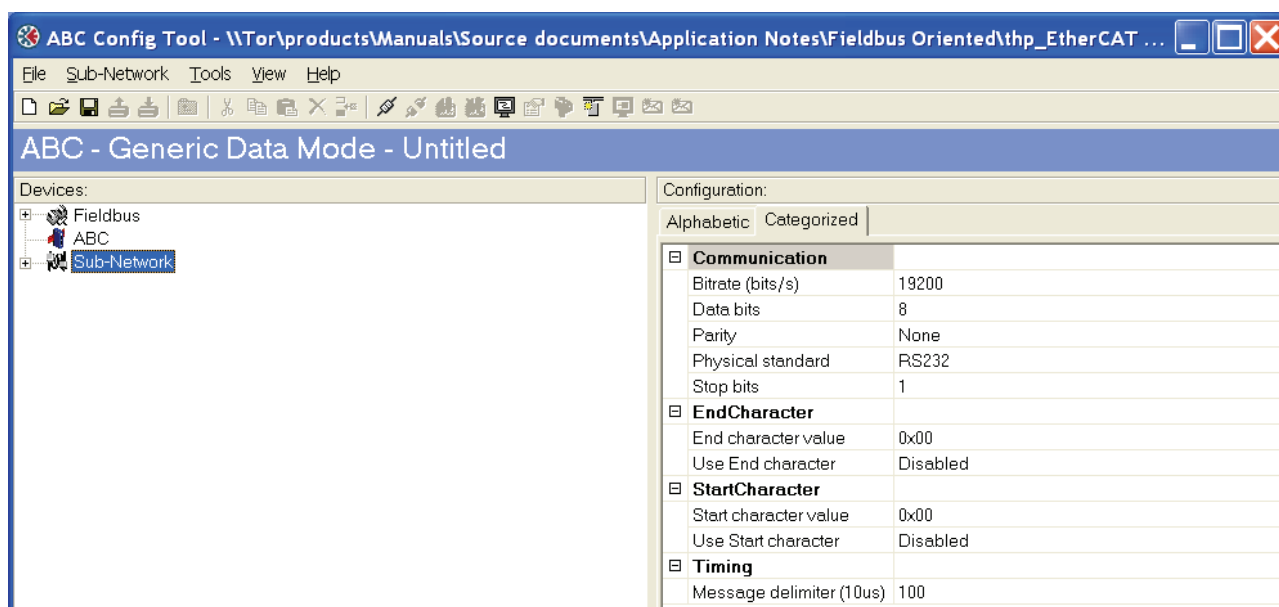 ABC Config Tool - \\Tor\products\Manuals\Source documents\Application Notes\Fieldbus Oriented\thp_EtherCAT ...
File Sub-Network Tools View Help
ABC - Generic Data Mode - Untitled
Devices:
Fieldbus
ABC
Sub-Network
Configuration:
Alphabetic Categorized
Communication
Bitrate (bits/s) 19200
Data bits 8
Parity None
Physical standard RS232
Stop bits 1
EndCharacter
End character value 0x00
Use End character Disabled
StartCharacter
Start character value 0x00
Use Start character Disabled
Timing
Message delimiter (10us) 100